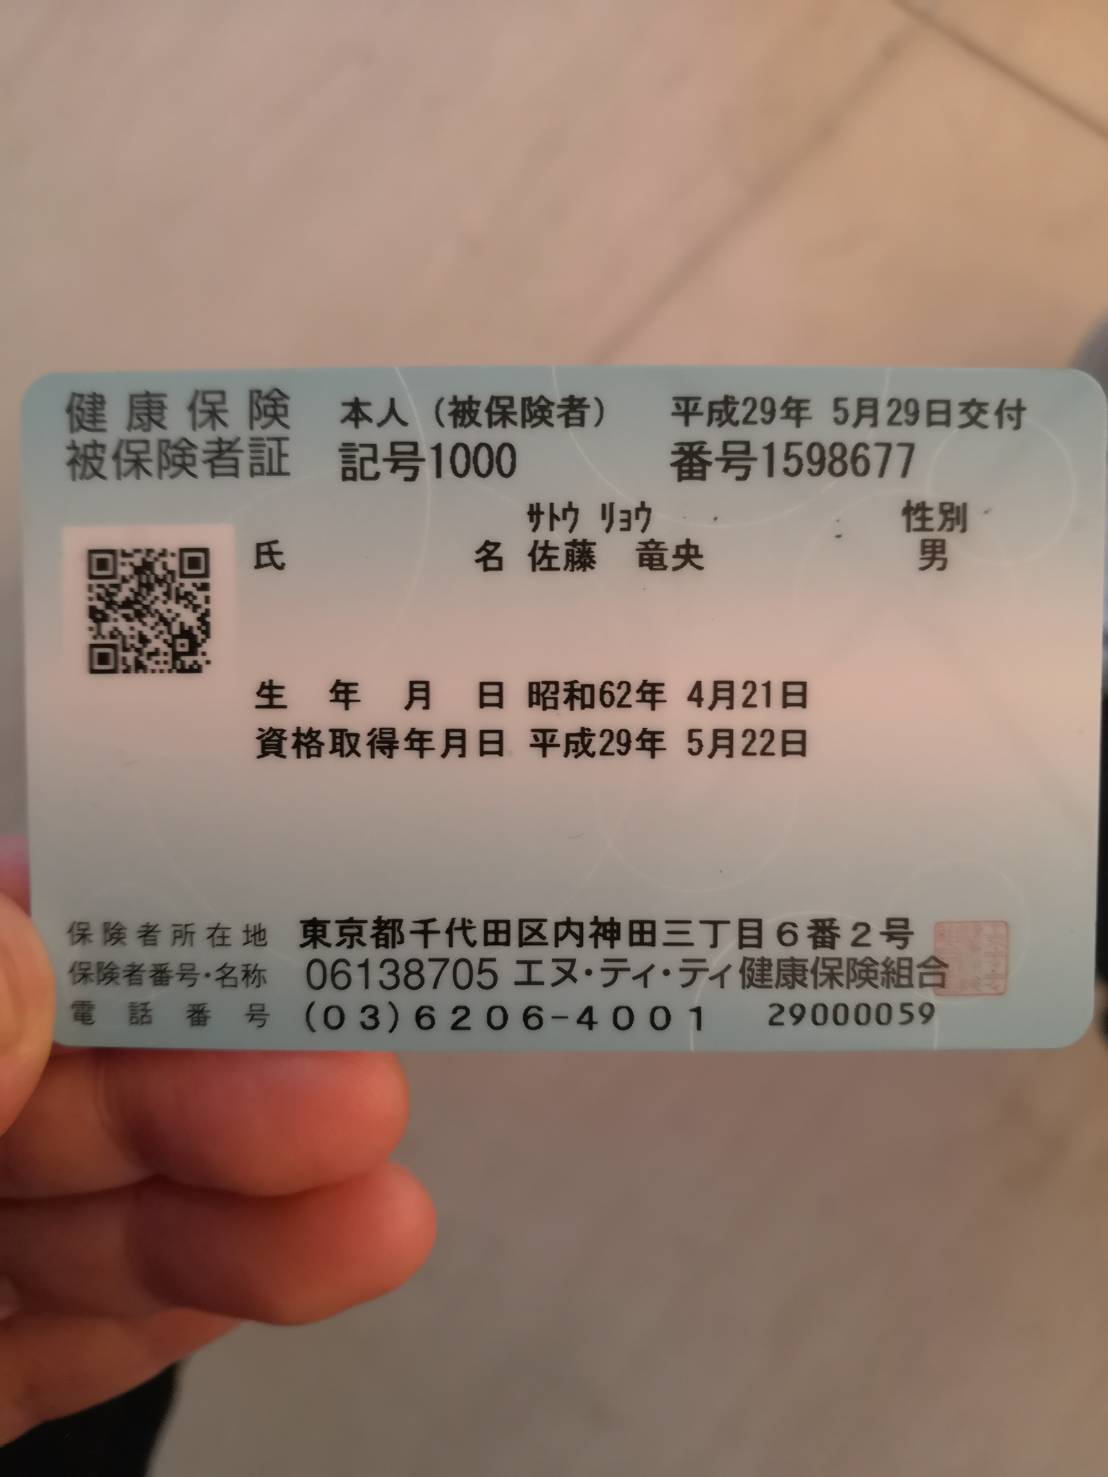 健康保険 本人（被保険者） 平成29年 5月29日交付
被保険者証 記号1000 番号1598677
ｻﾄｳ ﾘｮｳ 性別
氏 名 佐藤 竜央 男
生 年 月 日 昭和62年 4月21日
資格取得年月日 平成29年 5月22日
保険者所在地 東京都千代田区内神田三丁目６番２号
保険者番号・名称 06138705 エヌ・ティ・ティ健康保険組合
電話番号 (０３)６２０６−４００１ 29000059